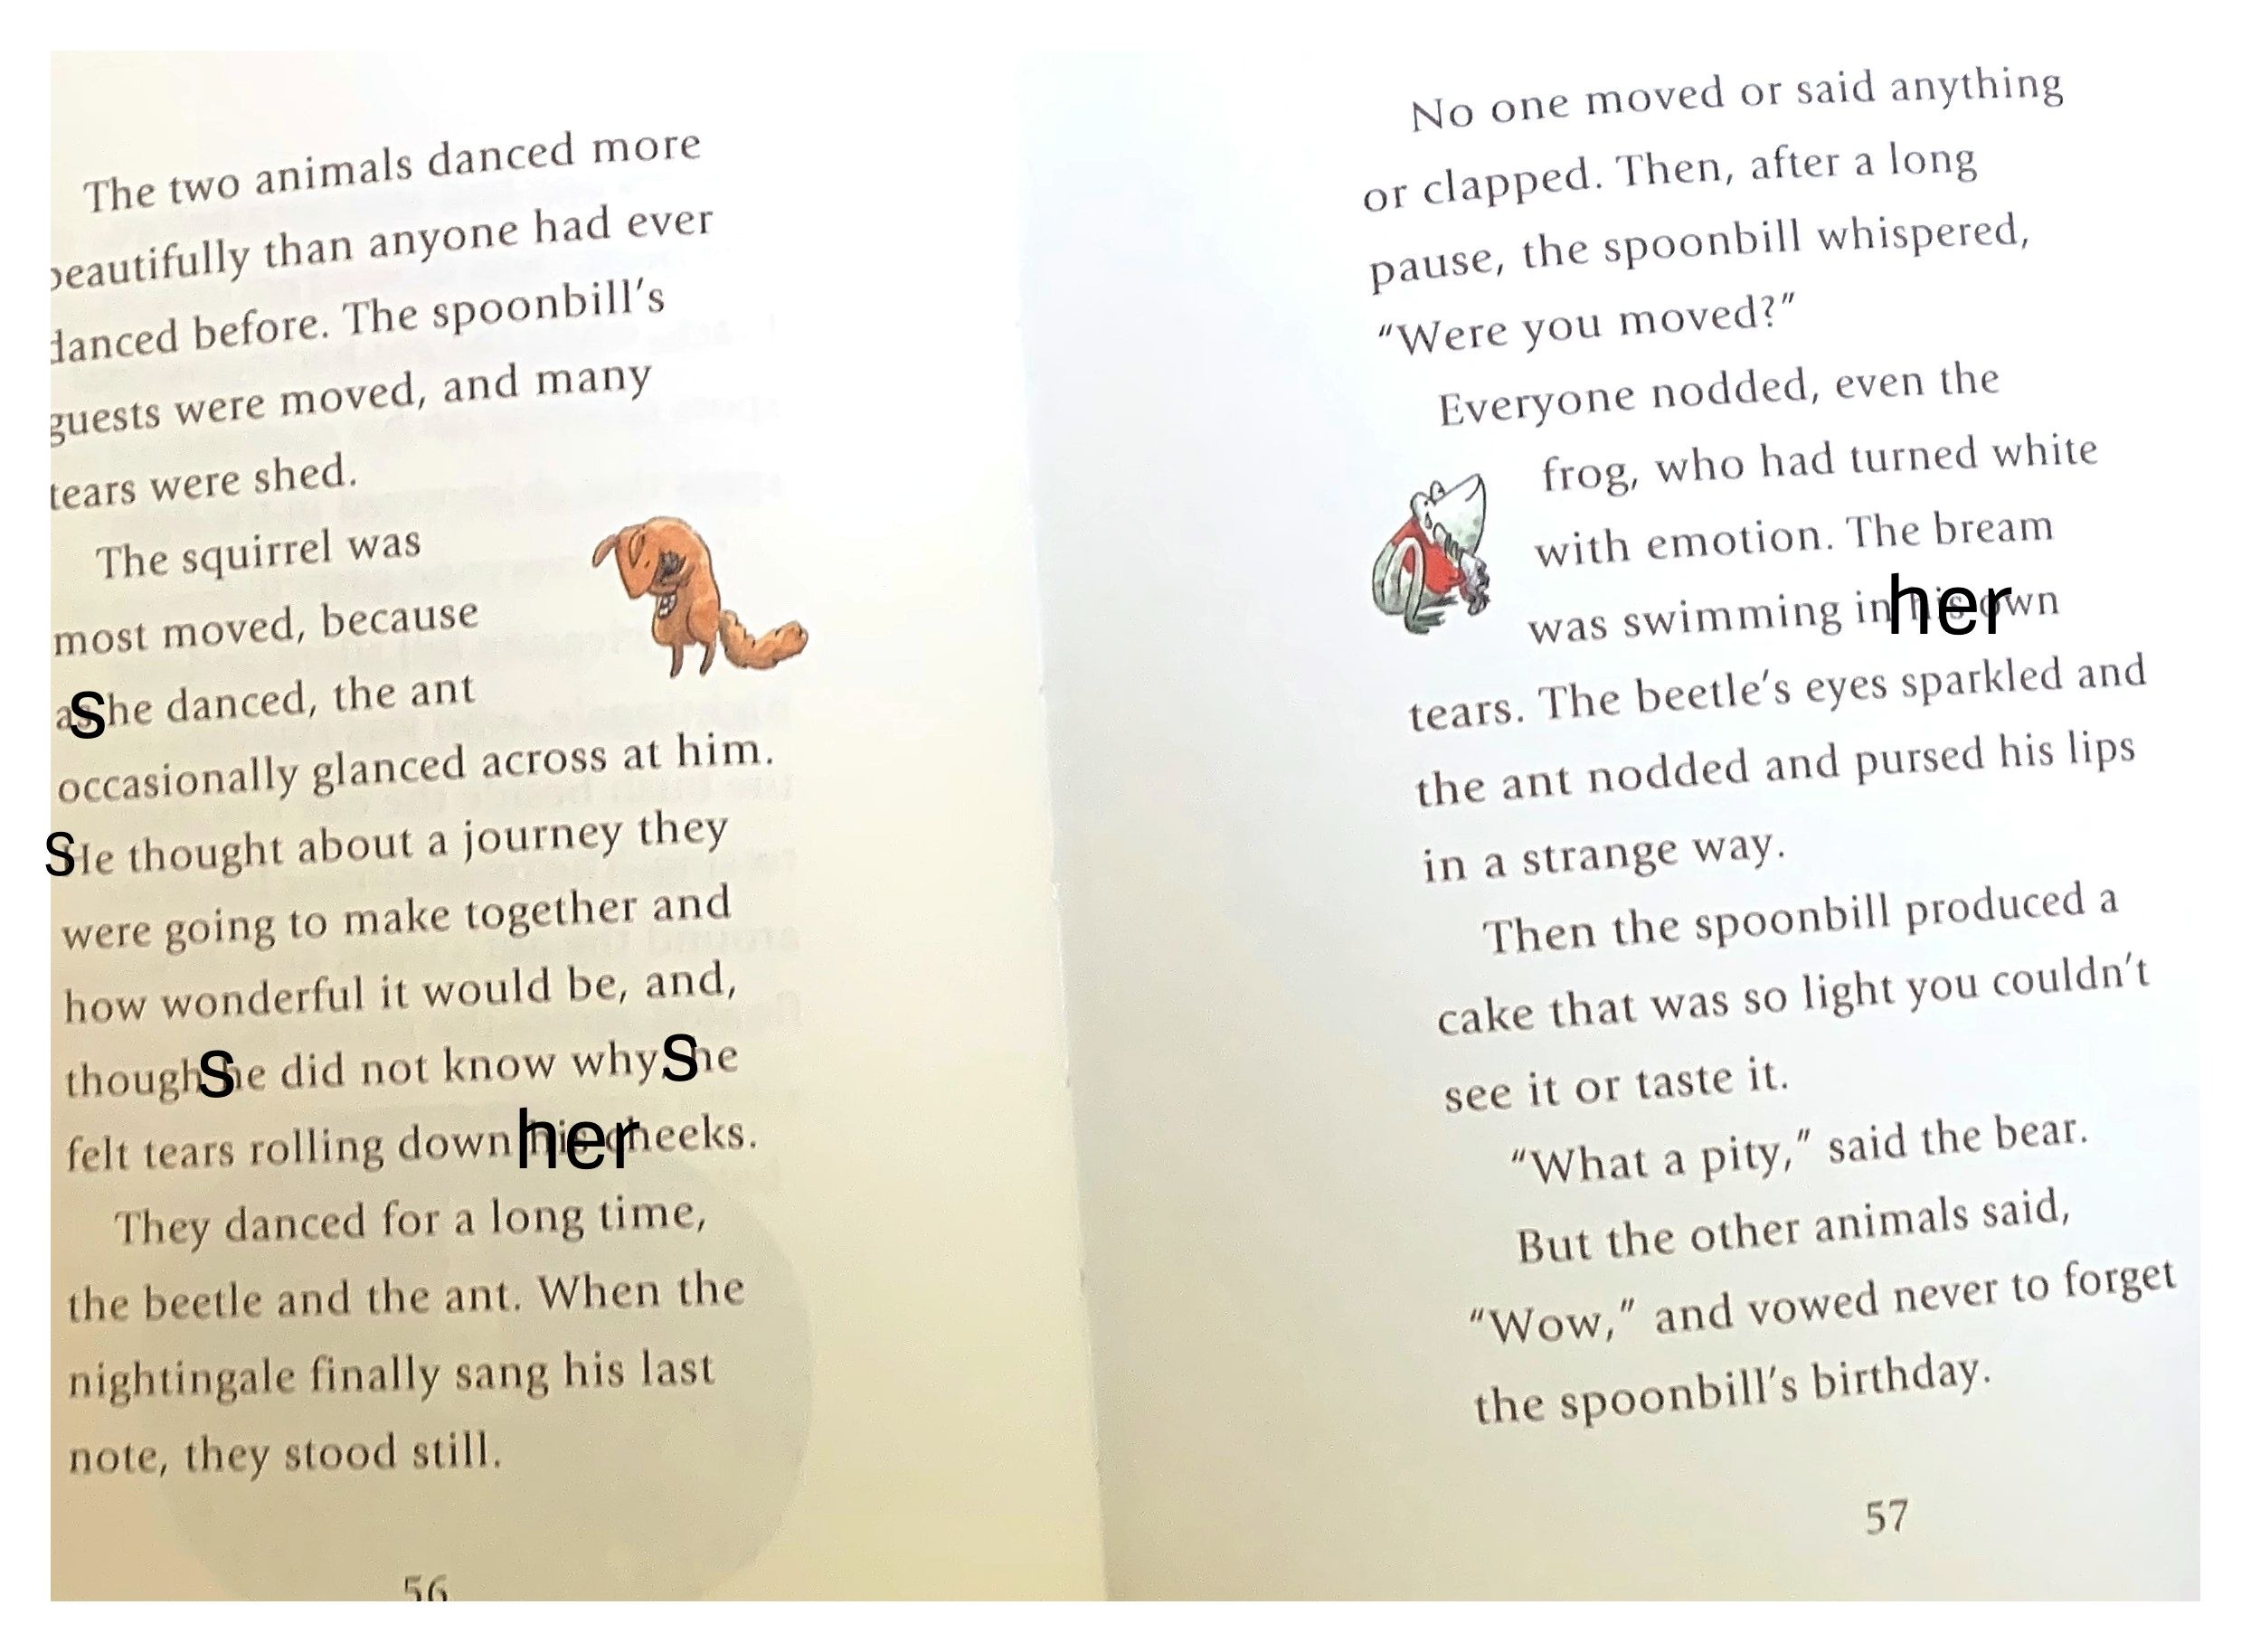 The two animals danced more
beautifully than anyone had ever
danced before. The spoonbill's
guests were moved, and many
tears were shed.
The squirrel was
most moved, because
as she danced, the ant
occasionally glanced across at him.
She thought about a journey they
were going to make together and
how wonderful it would be, and,
though she did not know why she
felt tears rolling down her cheeks.
They danced for a long time,
the beetle and the ant. When the
nightingale finally sang his last
note, they stood still.
56
No one moved or said anything
or clapped. Then, after a long
pause, the spoonbill whispered,
"Were you moved?"
Everyone nodded, even the
frog, who had turned white
with emotion. The bream
was swimming in her own
tears. The beetle's eyes sparkled and
the ant nodded and pursed his lips
in a strange way.
Then the spoonbill produced a
cake that was so light you couldn't
see it or taste it.
"What a pity," said the bear.
But the other animals said,
"Wow," and vowed never to forget
the spoonbill's birthday.
57